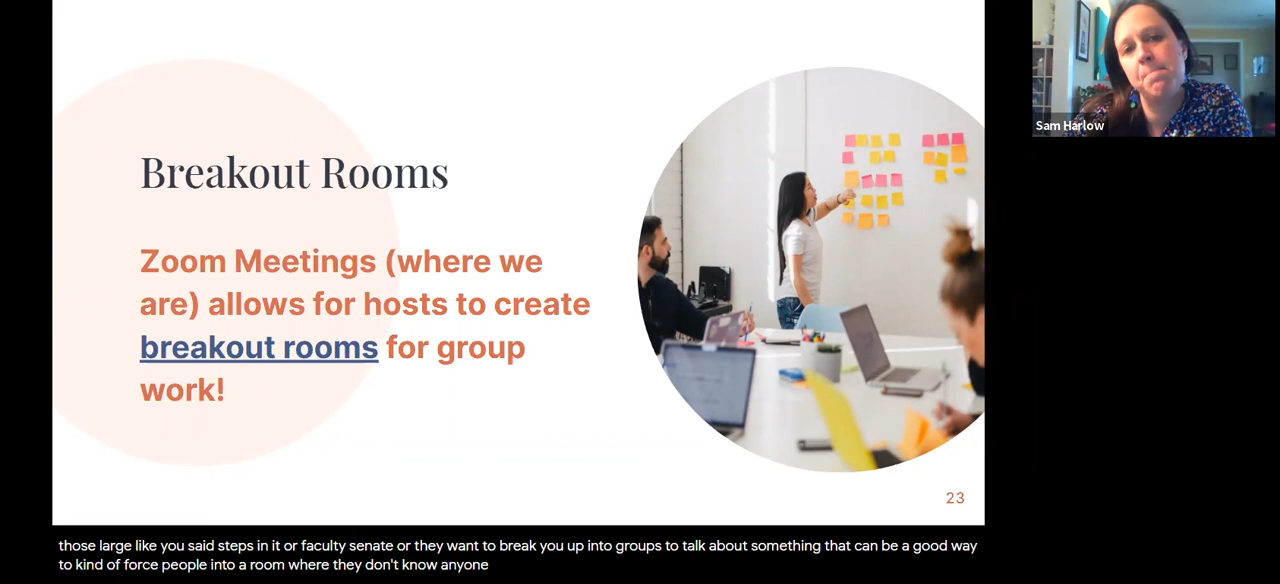 Breakout Rooms
Zoom Meetings (where we
are) allows for hosts to create
breakout rooms for group
work!
23
Sam Harlow
those large like you said steps in it or faculty senate or they want to break you up into groups to talk about something that can be a good way
to kind of force people into a room where they don't know anyone